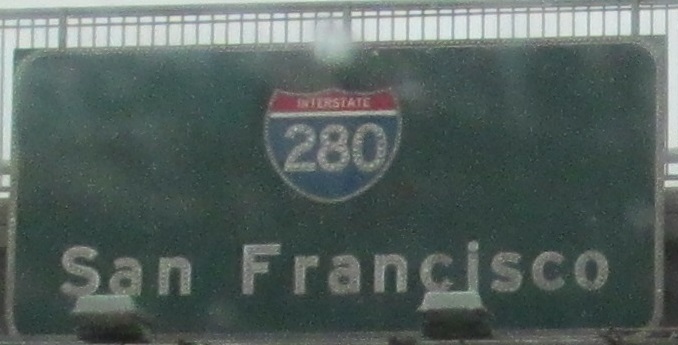 INTERSTATE
280
San Francisco